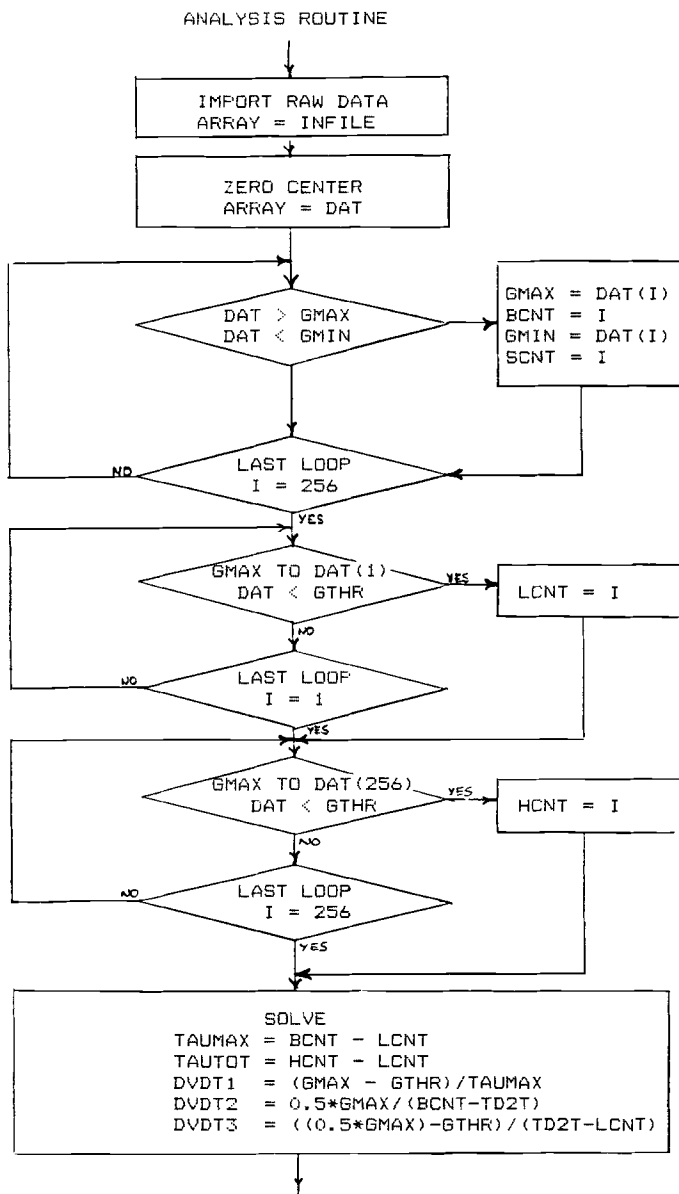 ANALYSIS ROUTINE
IMPORT RAW DATA
ARRAY = INFILE
ZERO CENTER
ARRAY = DAT
DAT > GMAX
DAT < GMIN
GMAX = DAT(I)
BCNT = I
GMIN = DAT(I)
SCNT = I
NO
LAST LOOP
I = 256
YES
GMAX TO DAT(1)
DAT < GTHR
YES
LCNT = I
NO
NO
LAST LOOP
I = 1
YES
GMAX TO DAT(256)
DAT < GTHR
YES
HCNT = I
NO
NO
LAST LOOP
I = 256
YES
SOLVE
TAUMAX = BCNT - LCNT
TAUTOT = HCNT - LCNT
DVDT1 = (GMAX - GTHR)/TAUMAX
DVDT2 = 0.5*GMAX/(BCNT-TD2T)
DVDT3 = ((0.5*GMAX)-GTHR)/(TD2T-LCNT)